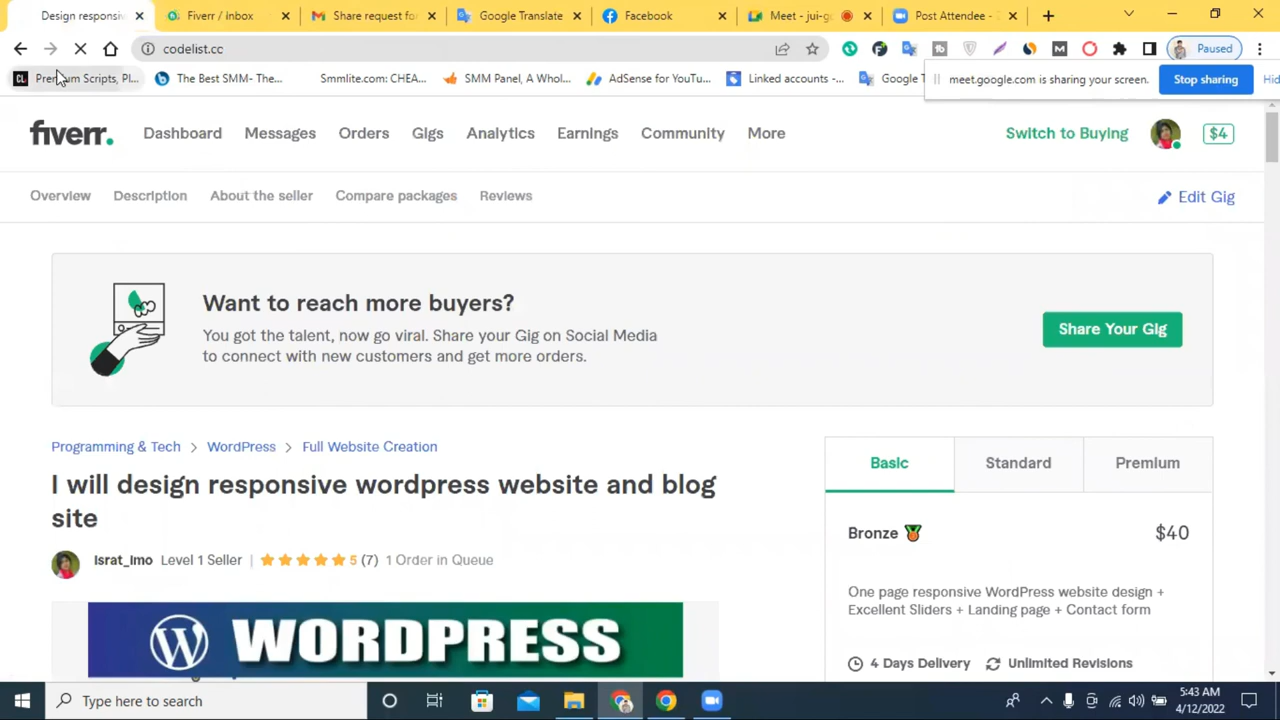 Design responsiv
Fiverr / Inbox
Share request fo
Google Translate
Facebook
Meet - jui-g
Post Attendee -
codelist.cc
Paused
Premium Scripts, Pl...
The Best SMM- The...
Smmlite.com: CHEA...
SMM Panel, A Whol...
AdSense for YouTu...
Linked accounts -...
Google T
meet.google.com is sharing your screen.
Stop sharing
Hid
fiverr.
Dashboard
Messages
Orders
Gigs
Analytics
Earnings
Community
More
Switch to Buying
$4
Overview
Description
About the seller
Compare packages
Reviews
Edit Gig
Want to reach more buyers?
You got the talent, now go viral. Share your Gig on Social Media
to connect with new customers and get more orders.
Share Your Gig
Programming & Tech > WordPress > Full Website Creation
I will design responsive wordpress website and blog
site
Israt_Imo Level 1 Seller | 5 (7) 1 Order in Queue
WORDPRESS
Basic
Standard
Premium
Bronze
$40
One page responsive WordPress website design +
Excellent Sliders + Landing page + Contact form
4 Days Delivery
Unlimited Revisions
Type here to search
5:43 AM
4/12/2022